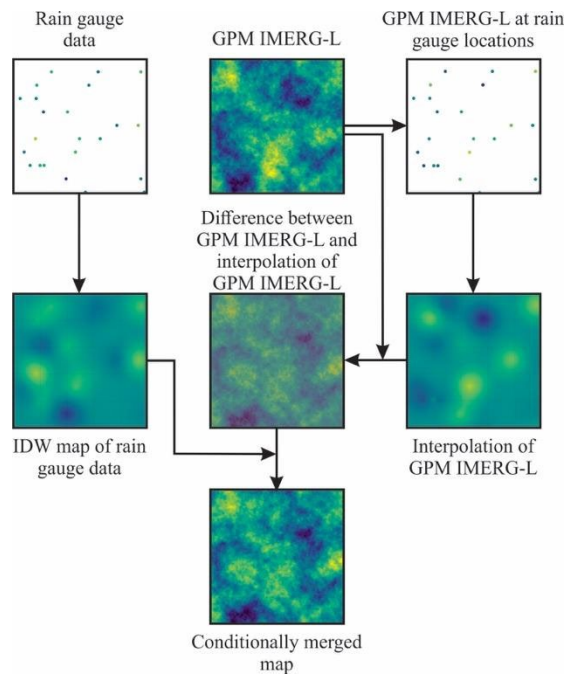 Rain gauge
data
GPM IMERG-L
GPM IMERG-L at rain
gauge locations
Difference between
GPM IMERG-L and
interpolation of
GPM IMERG-L
IDW map of rain
gauge data
Interpolation of
GPM IMERG-L
Conditionally merged
map